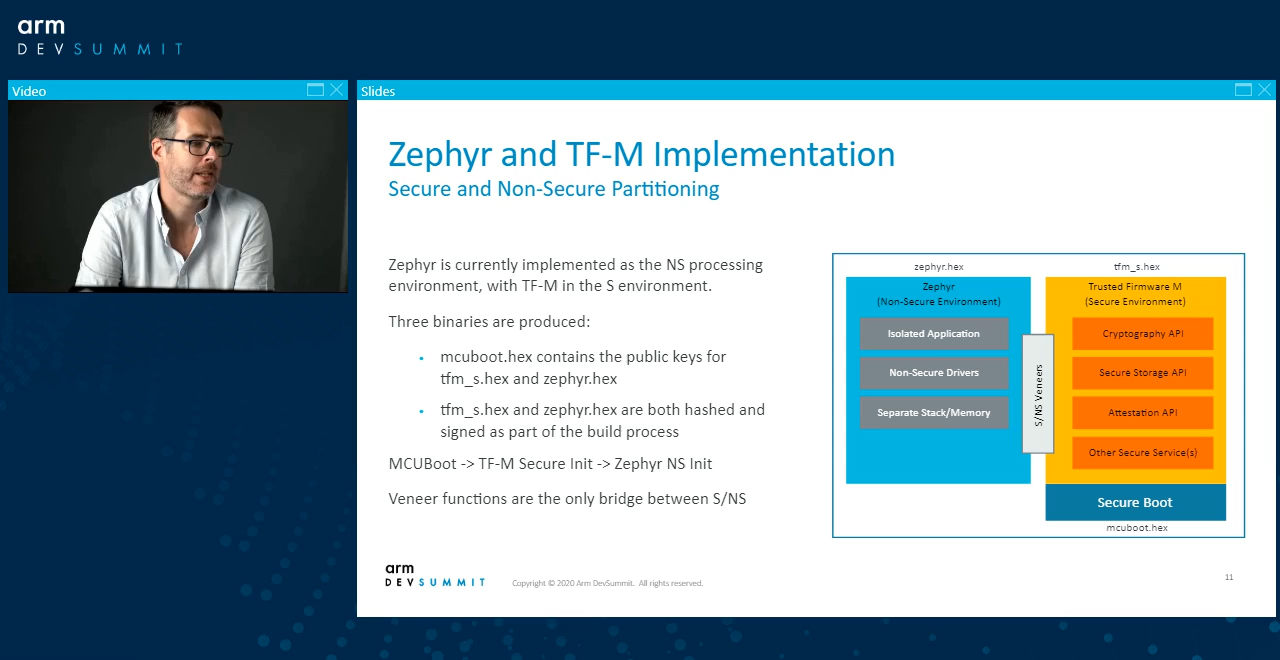 arm
DEVSUMMIT
Video
Slides
Zephyr and TF-M Implementation
Secure and Non-Secure Partitioning
Zephyr is currently implemented as the NS processing
environment, with TF-M in the S environment.
Three binaries are produced:
• mcuboot.hex contains the public keys for
tfm_s.hex and zephyr.hex
• tfm_s.hex and zephyr.hex are both hashed and
signed as part of the build process
MCUBoot -> TF-M Secure Init -> Zephyr NS Init
Veneer functions are the only bridge between S/NS
zephyr.hex
Zephyr
(Non-Secure Environment)
Isolated Application
Non-Secure Drivers
Separate Stack/Memory
S/NS Veneers
tfm_s.hex
Trusted Firmware M
(Secure Environment)
Cryptography API
Secure Storage API
Attestation API
Other Secure Service(s)
Secure Boot
mcuboot.hex
arm
DEVSUMMIT
Copyright © 2020 Arm DevSummit. All rights reserved.
11